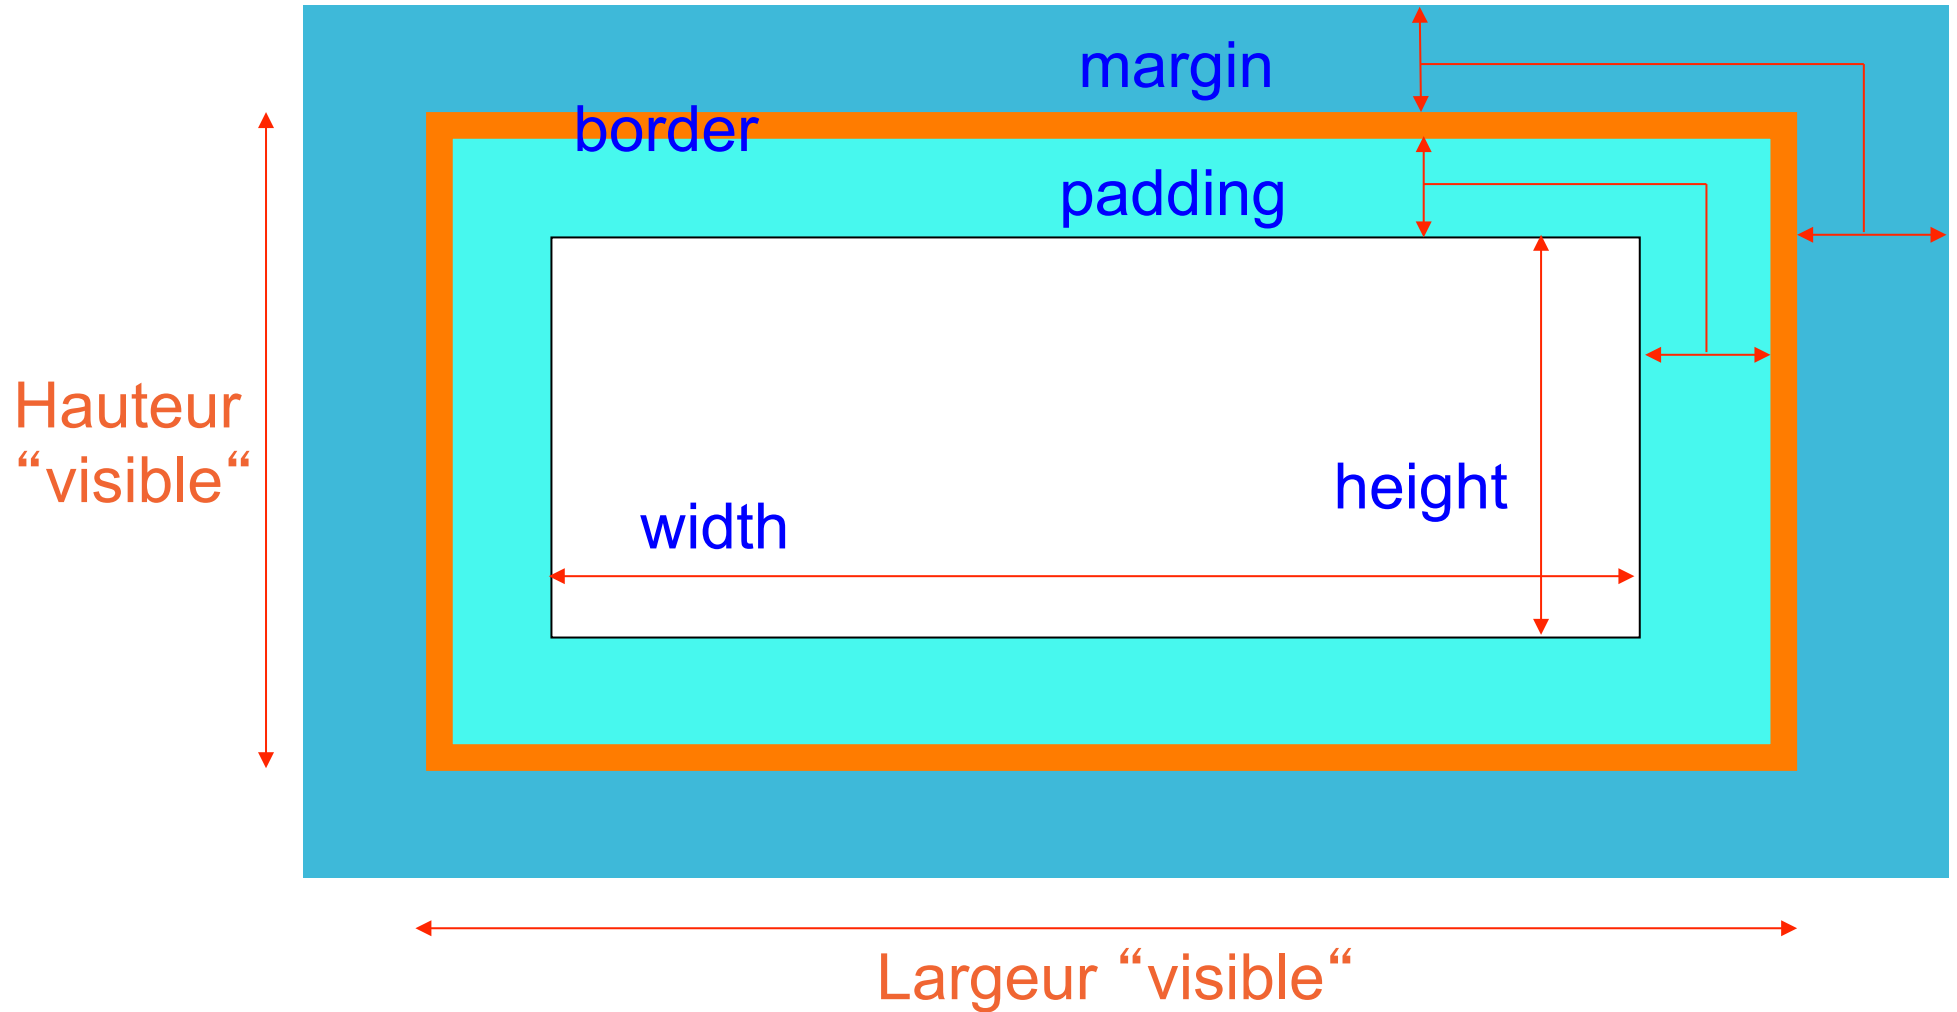 margin
border
padding
Hauteur
“visible“
height
width
Largeur “visible“